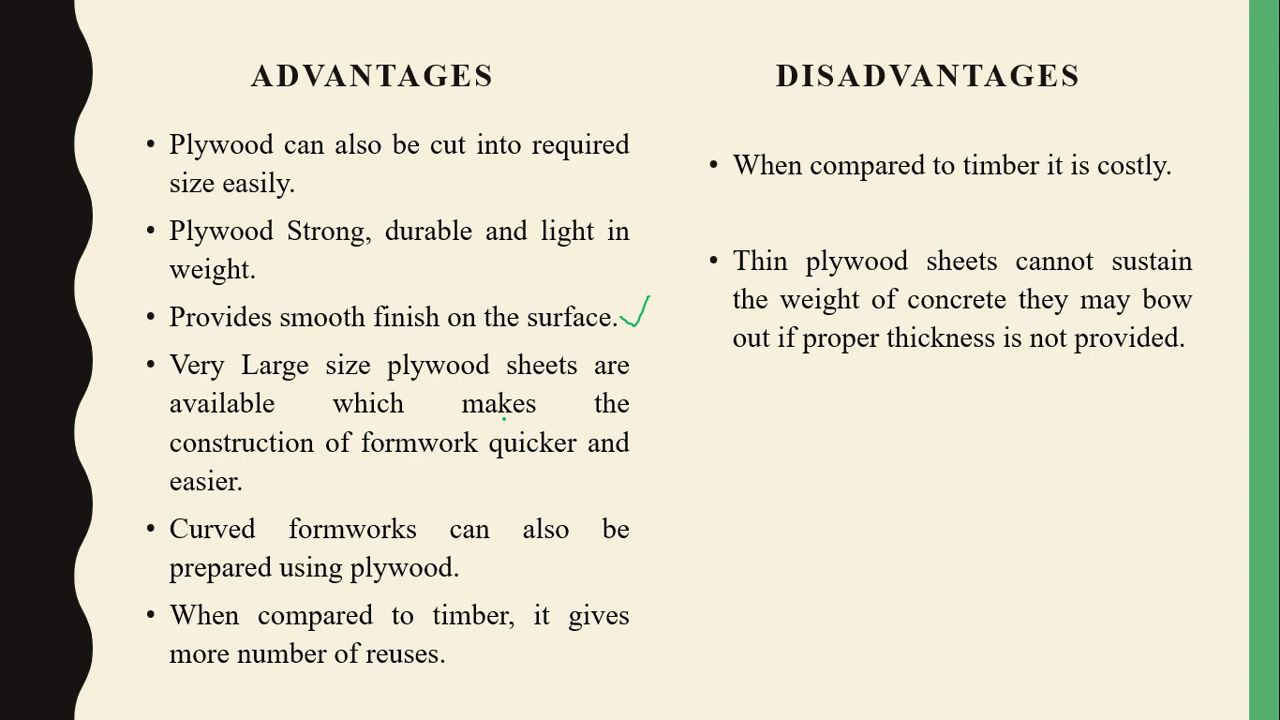 ADVANTAGES
• Plywood can also be cut into required
size easily.
• Plywood Strong, durable and light in
weight.
• Provides smooth finish on the surface.
• Very Large size plywood sheets are
available which makes the
construction of formwork quicker and
easier.
• Curved formworks can also be
prepared using plywood.
• When compared to timber, it gives
more number of reuses.
DISADVANTAGES
• When compared to timber it is costly.
• Thin plywood sheets cannot sustain
the weight of concrete they may bow
out if proper thickness is not provided.